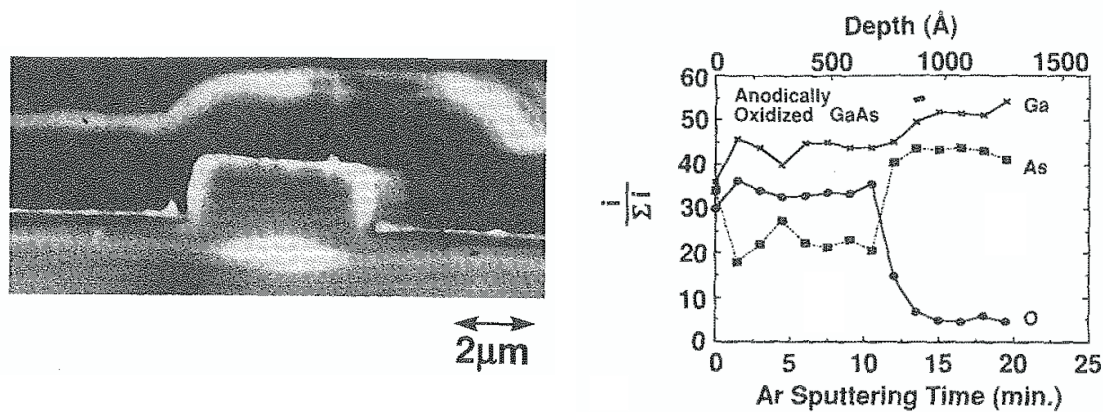 2µm
Depth (Å)
0 500 1000 1500
60
50
40
30
20
10
0
i
Σ i
Anodically
Oxidized GaAs
Ga
As
O
0 5 10 15 20 25
Ar Sputtering Time (min.)